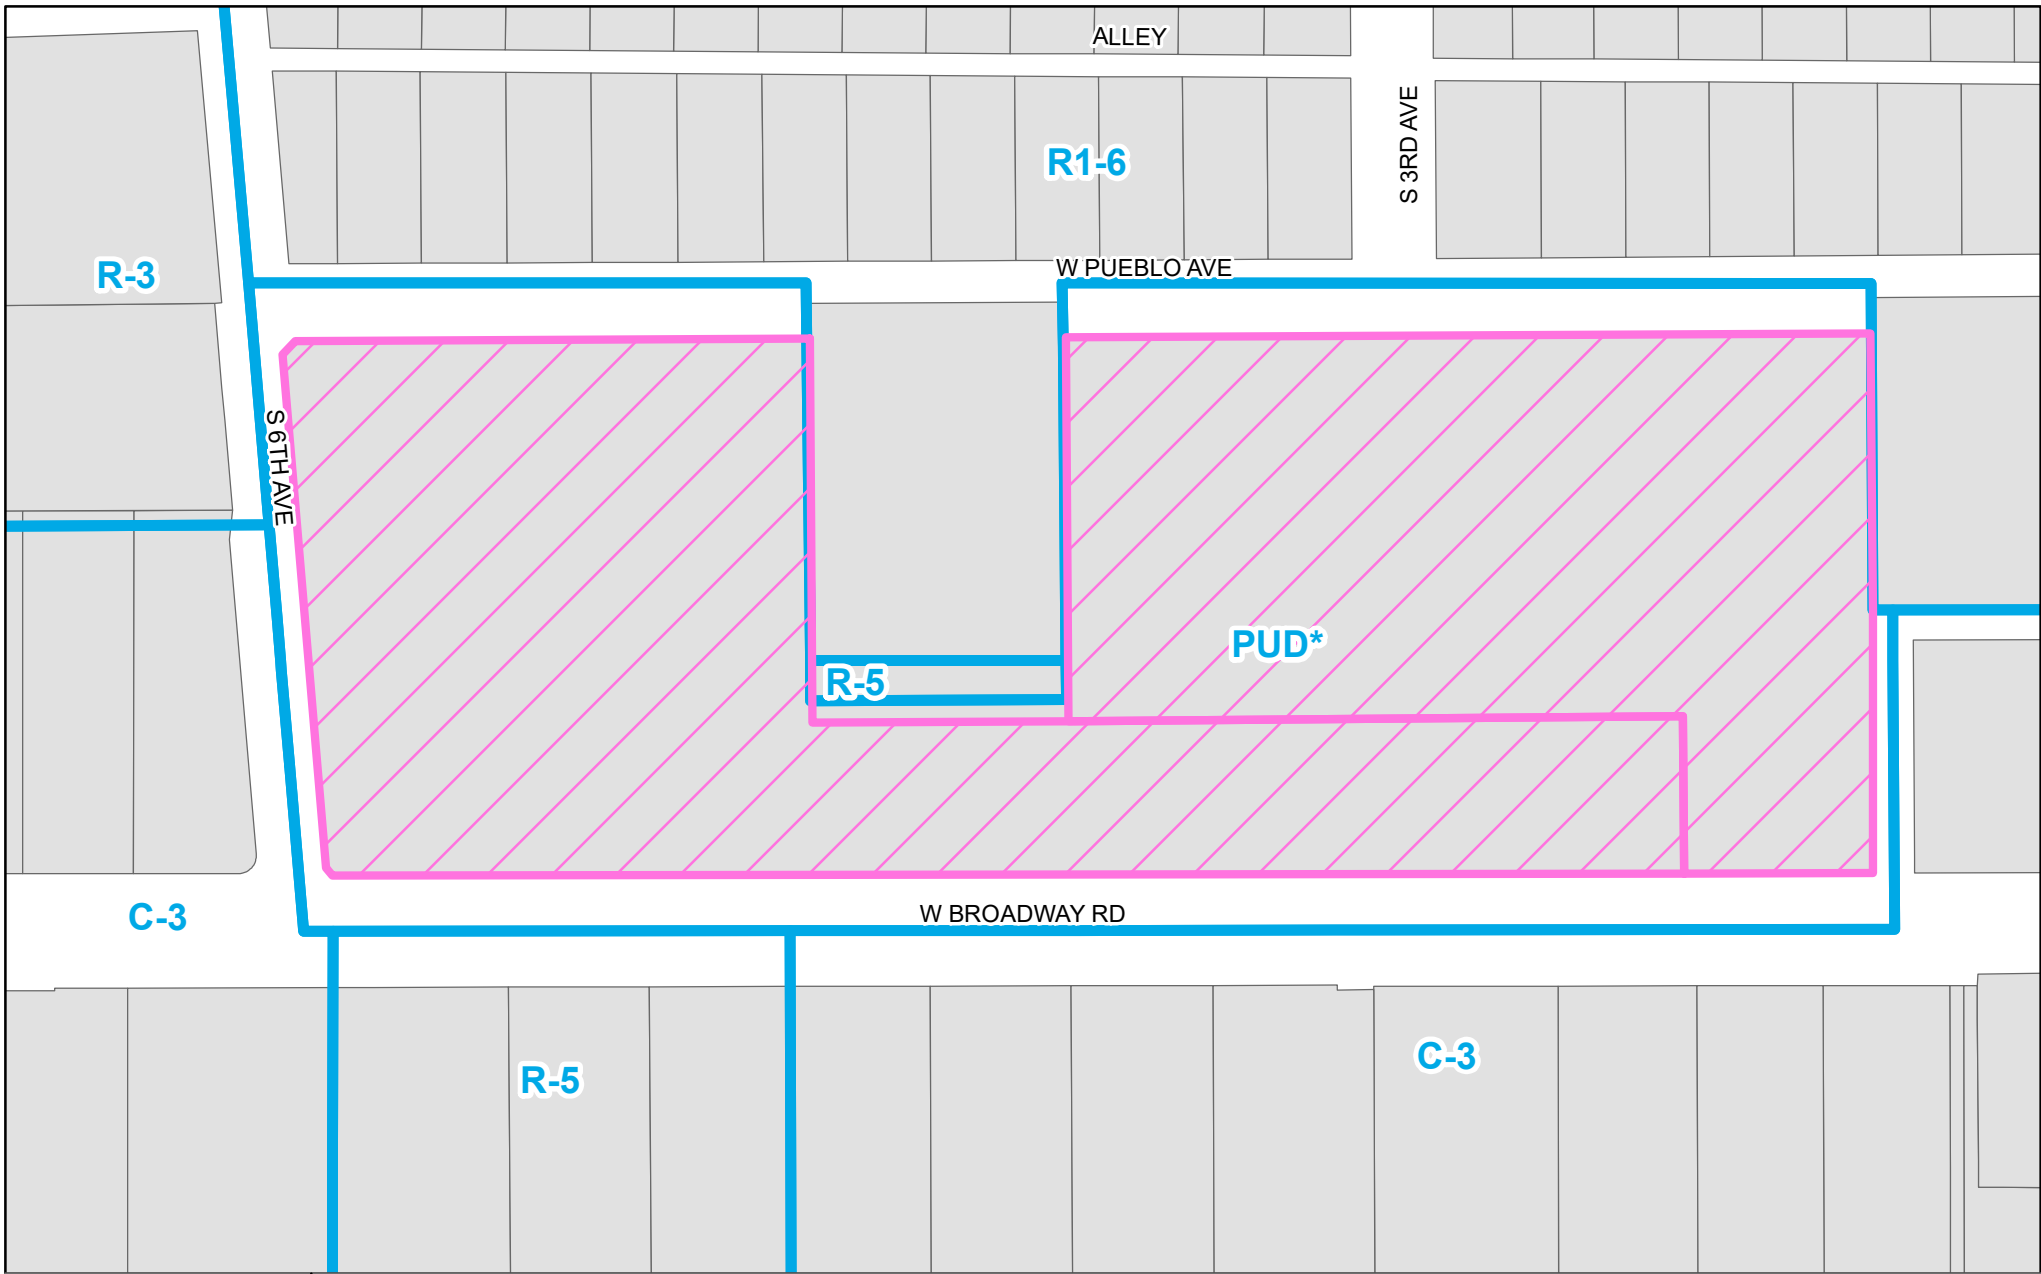 ALLEY
S 3RD AVE
R1-6
R-3
W PUEBLO AVE
S 6TH AVE
PUD*
R-5
C-3
W BROADWAY RD
R-5
C-3